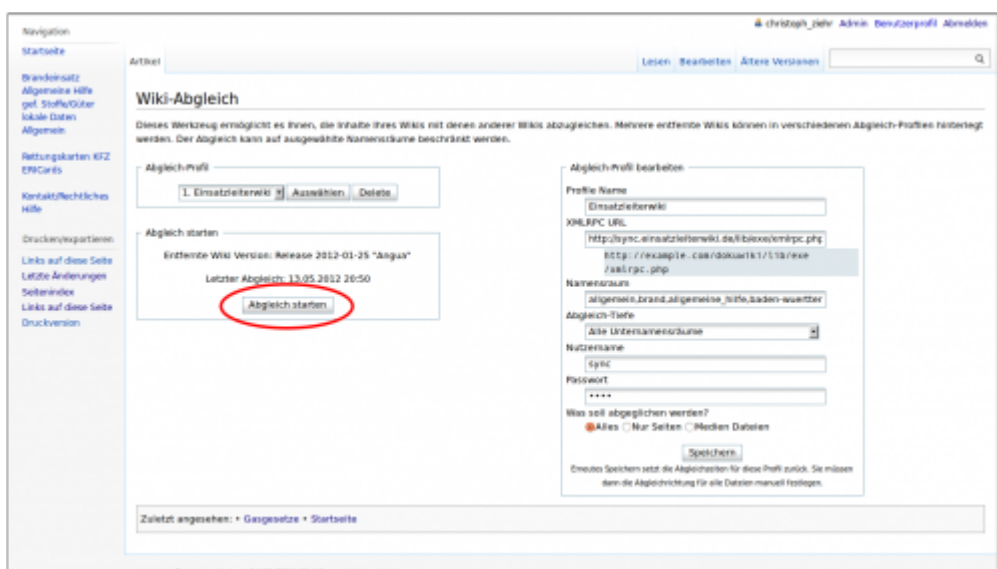 christoph_ziehr Admin Benutzerprofil Abmelden
Navigation
Startseite
Brandeinsatz
Allgemeine Hilfe
gef. Stoffe/Güter
lokale Daten
Allgemein
Rettungskarten KFZ
ERICards
Kontakt/Rechtliches
Hilfe
Drucken/exportieren
Links auf diese Seite
Letzte Änderungen
Seitenindex
Links auf diese Seite
Druckversion
Artikel
Lesen Bearbeiten Ältere Versionen
Wiki-Abgleich
Dieses Werkzeug ermöglicht es Ihnen, die Inhalte Ihres Wikis mit denen anderer Wikis abzugleichen. Mehrere entfernte Wikis können in verschiedenen Abgleich-Profilen hinterlegt
werden. Der Abgleich kann auf ausgewählte Namensräume beschränkt werden.
Abgleich-Profil
1. Einsatzleiterwiki Auswählen Delete
Abgleich starten
Entfernte Wiki Version: Release 2012-01-25 "Angua"
Letzter Abgleich: 13.05.2012 20:50
Abgleich starten
Abgleich-Profil bearbeiten
Profile Name
Einsatzleiterwiki
XMLRPC URL
http://sync.einsatzleiterwiki.de/lib/exe/xmlrpc.php
http://example.com/dokuwiki/lib/exe
/xmlrpc.php
Namensraum
allgemein,brand,allgemeine_hilfe,baden-wuertter
Abgleich-Tiefe
Alle Unternamensräume
Nutzername
sync
Passwort
••••
Was soll abgeglichen werden?
Alles Nur Seiten Medien Dateien
Speichern
Erneutes Speichern setzt die Abgleichzeiten für diese Profil zurück. Sie müssen
dann die Abgleichrichtung für alle Dateien manuell festlegen.
Zuletzt angesehen: • Gasgesetze • Startseite